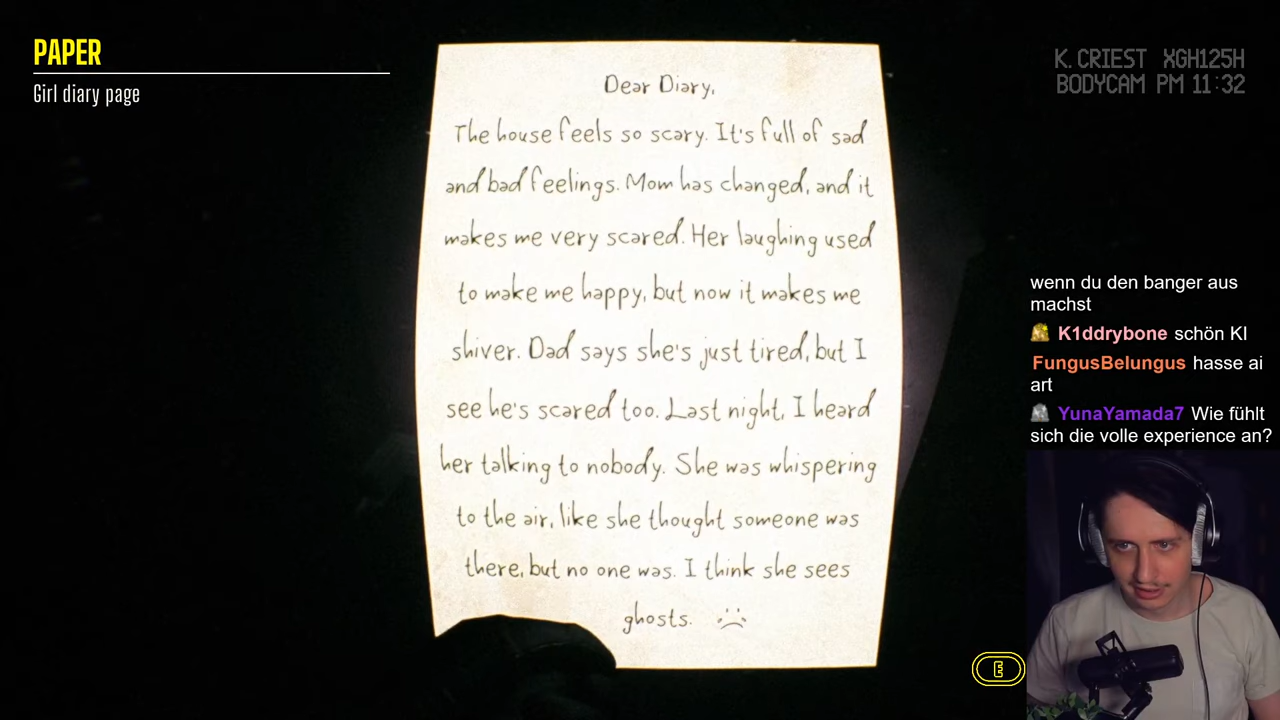 PAPER
Girl diary page
K. CRIEST XGH125H
BODYCAM PM 11:32
Dear Diary,
The house feels so scary. It's full of sad
and bad feelings. Mom has changed, and it
makes me very scared. Her laughing used
to make me happy, but now it makes me
shiver. Dad says she's just tired, but I
see he's scared too. Last night, I heard
her talking to nobody. She was whispering
to the air, like she thought someone was
there, but no one was. I think she sees
ghosts. :(
wenn du den banger aus
machst
K1ddrybone schön KI
FungusBelungus hasse ai
art
YunaYamada7 Wie fühlt
sich die volle experience an?
E